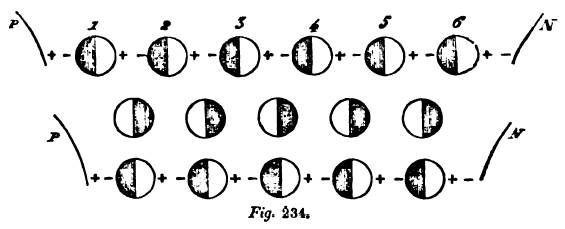 P 1 2 3 4 5 6 N
+ - + - + - + - + - + - + -
P N
+ - + - + - + - + - + -
Fig. 234.